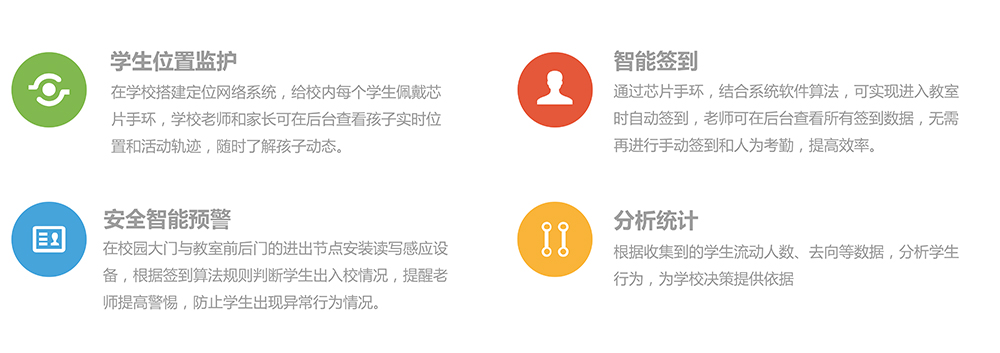 学生位置监护
在学校搭建定位网络系统，给校内每个学生佩戴芯
片手环，学校老师和家长可在后台查看孩子实时位
置和活动轨迹，随时了解孩子动态。
智能签到
通过芯片手环，结合系统软件算法，可实现进入教室
时自动签到，老师可在后台查看所有签到数据，无需
再进行手动签到和人为考勤，提高效率。
安全智能预警
在校园大门与教室前后门的进出节点安装读写感应设
备，根据签到算法规则判断学生出入校情况，提醒老
师提高警惕，防止学生出现异常行为情况。
分析统计
根据收集到的学生流动人数、去向等数据，分析学生
行为，为学校决策提供依据